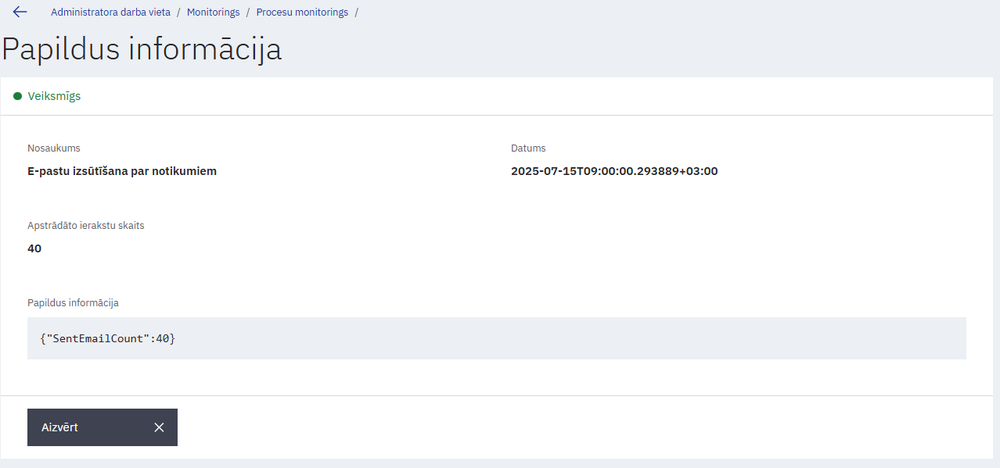 Administratora darba vieta / Monitorings / Procesu monitorings /
Papildus informācija
Veiksmīgs
Nosaukums
E-pastu izsūtīšana par notikumiem
Datums
2025-07-15T09:00:00.293889+03:00
Apstrādāto ierakstu skaits
40
Papildus informācija
{"SentEmailCount":40}
Aizvērt